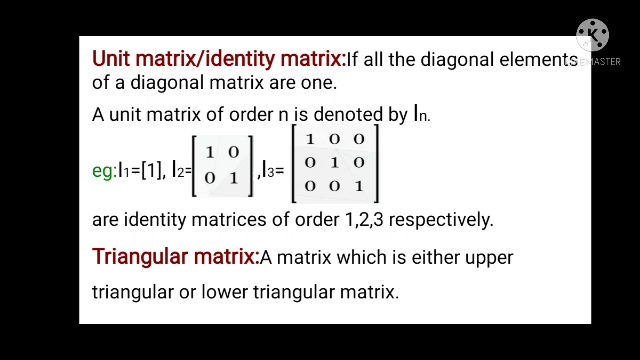 Unit matrix/identity matrix:If all the diagonal elements
of a diagonal matrix are one.
A unit matrix of order n is denoted by In.
eg:I1=[1], I2=[1 0
0 1],I3=[1 0 0
0 1 0
0 0 1]
are identity matrices of order 1,2,3 respectively.
Triangular matrix:A matrix which is either upper
triangular or lower triangular matrix.
K